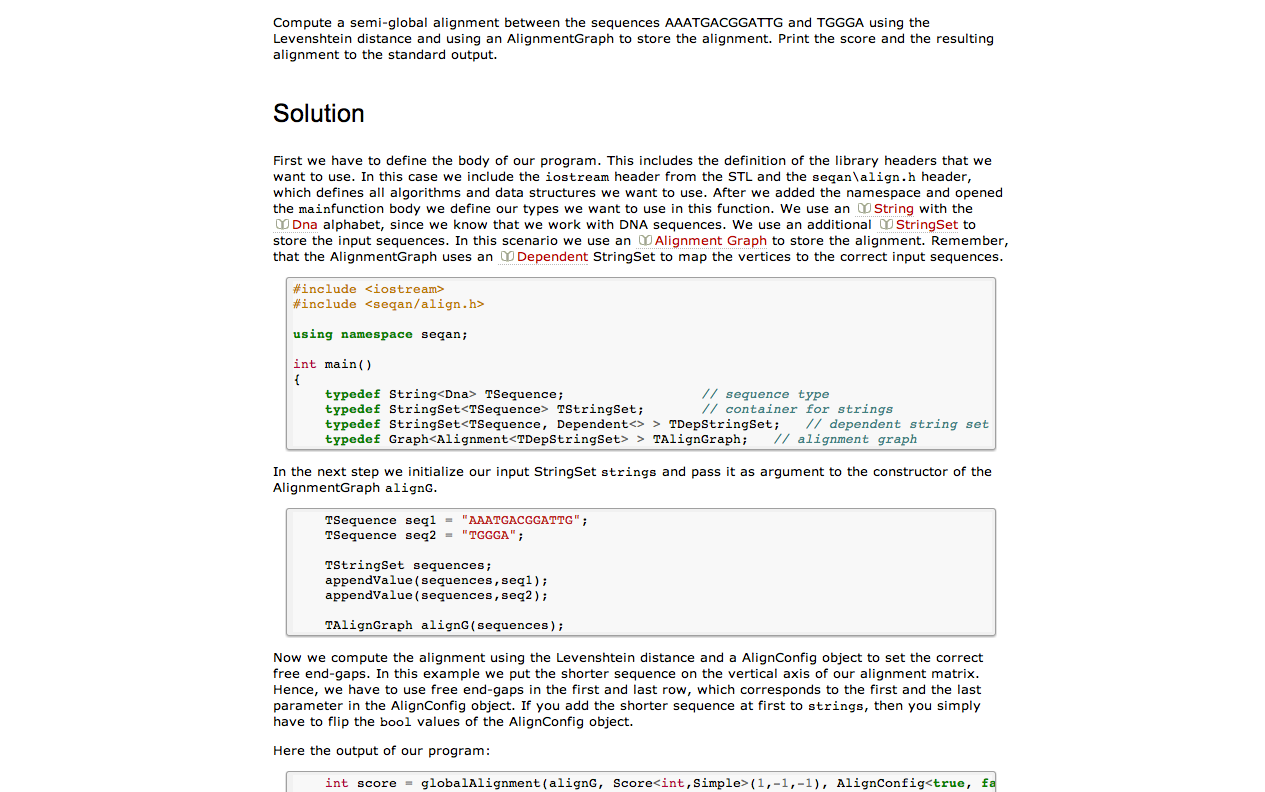 Compute a semi-global alignment between the sequences AAATGACGGATTG and TGGGA using the
Levenshtein distance and using an AlignmentGraph to store the alignment. Print the score and the resulting
alignment to the standard output.
Solution
First we have to define the body of our program. This includes the definition of the library headers that we
want to use. In this case we include the iostream header from the STL and the seqan\align.h header,
which defines all algorithms and data structures we want to use. After we added the namespace and opened
the mainfunction body we define our types we want to use in this function. We use an String with the
Dna alphabet, since we know that we work with DNA sequences. We use an additional StringSet to
store the input sequences. In this scenario we use an Alignment Graph to store the alignment. Remember,
that the AlignmentGraph uses an Dependent StringSet to map the vertices to the correct input sequences.
#include <iostream>
#include <seqan/align.h>
using namespace seqan;
int main()
{
    typedef String<Dna> TSequence;                 // sequence type
    typedef StringSet<TSequence> TStringSet;       // container for strings
    typedef StringSet<TSequence, Dependent<> > TDepStringSet;   // dependent string set
    typedef Graph<Alignment<TDepStringSet> > TAlignGraph;   // alignment graph
In the next step we initialize our input StringSet strings and pass it as argument to the constructor of the
AlignmentGraph alignG.
    TSequence seq1 = "AAATGACGGATTG";
    TSequence seq2 = "TGGGA";
    TStringSet sequences;
    appendValue(sequences,seq1);
    appendValue(sequences,seq2);
    TAlignGraph alignG(sequences);
Now we compute the alignment using the Levenshtein distance and a AlignConfig object to set the correct
free end-gaps. In this example we put the shorter sequence on the vertical axis of our alignment matrix.
Hence, we have to use free end-gaps in the first and last row, which corresponds to the first and the last
parameter in the AlignConfig object. If you add the shorter sequence at first to strings, then you simply
have to flip the bool values of the AlignConfig object.
Here the output of our program:
    int score = globalAlignment(alignG, Score<int,Simple>(1,-1,-1), AlignConfig<true, fa